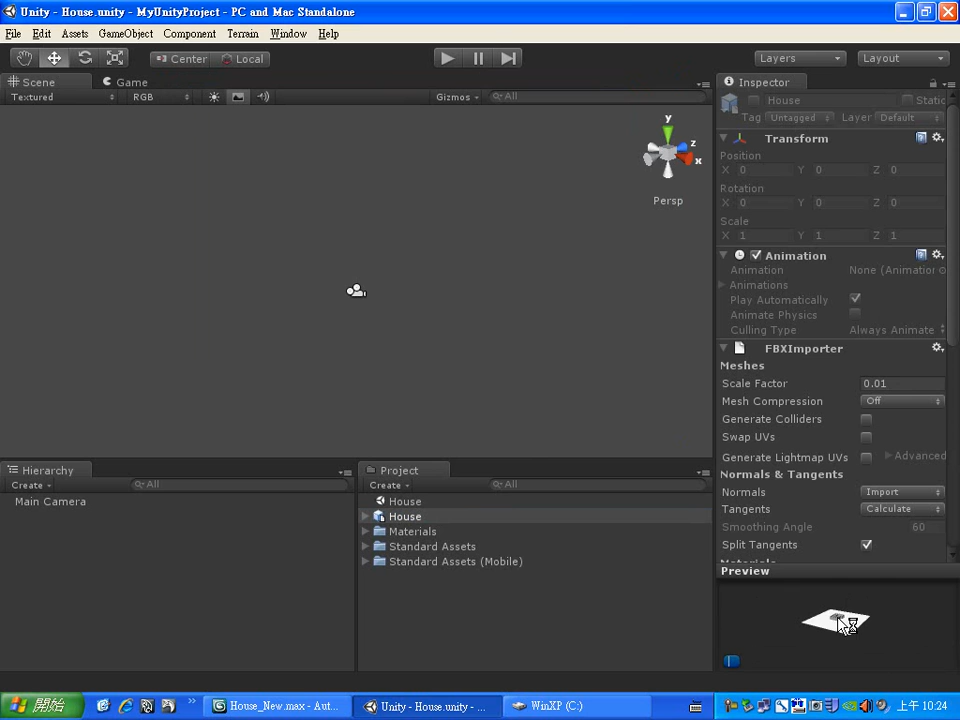 Unity - House.unity - MyUnityProject - PC and Mac Standalone
File Edit Assets GameObject Component Terrain Window Help
Center Local Layers Layout
Scene Game
Textured RGB Gizmos All
y
z
x
Persp
Inspector
House Static
Tag Untagged Layer Default
Transform
Position
X 0 Y 0 Z 0
Rotation
X 0 Y 0 Z 0
Scale
X 1 Y 1 Z 1
Animation
Animation None (Animation
Animations
Play Automatically
Animate Physics
Culling Type Always Animate
FBXImporter
Meshes
Scale Factor 0.01
Mesh Compression Off
Generate Colliders
Swap UVs
Generate Lightmap UVs Advanced
Normals & Tangents
Normals Import
Tangents Calculate
Smoothing Angle 60
Split Tangents
Materials
Preview
Hierarchy
Create All
Main Camera
Project
Create All
House
House
Materials
Standard Assets
Standard Assets (Mobile)
開始 House_New.max - Aut... Unity - House.unity - ... WinXP (C:) 上午 10:24